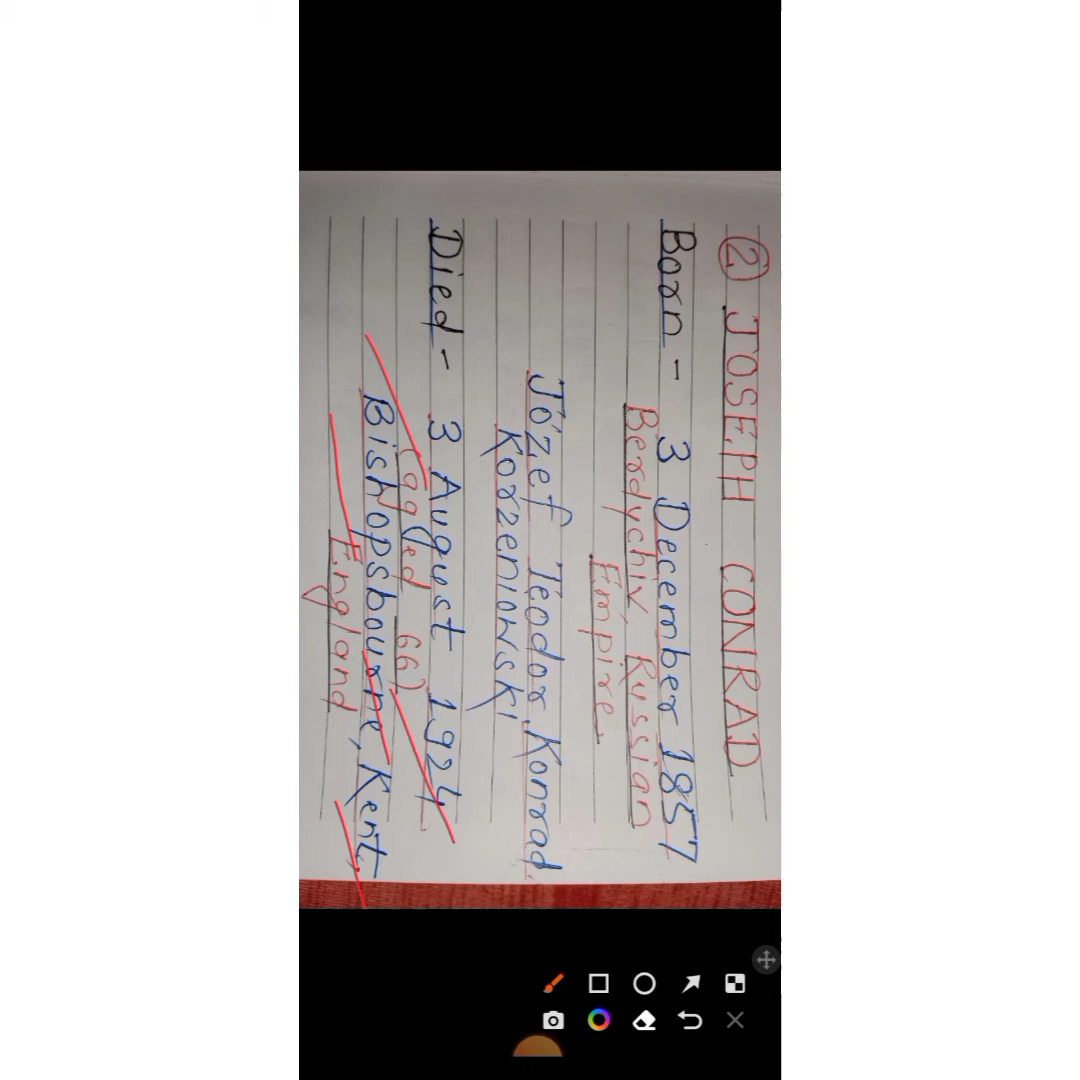 ② JOSEPH CONRAD
Born - 3 December 1857
Berdychiv Russian
Empire
Józef Teodor Konrad
Korzeniowski
Died - 3 August 1924
(aged 66)
Bishopsbourne, Kent,
England